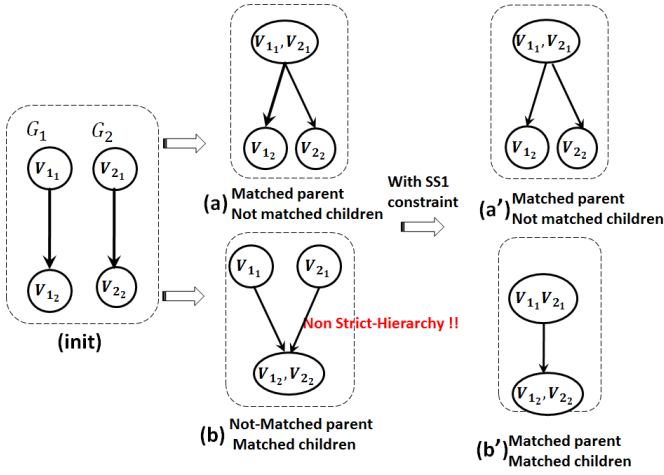 G₁ G₂
V₁₁ V₂₁
V₁₂ V₂₂
(init)
V₁₁,V₂₁
V₁₂ V₂₂
(a) Matched parent
Not matched children
V₁₁ V₂₁
Non Strict-Hierarchy !!
V₁₂,V₂₂
(b) Not-Matched parent
Matched children
With SS1
constraint
V₁₁,V₂₁
V₁₂ V₂₂
(a') Matched parent
Not matched children
V₁₁V₂₁
V₁₂,V₂₂
(b') Matched parent
Matched children